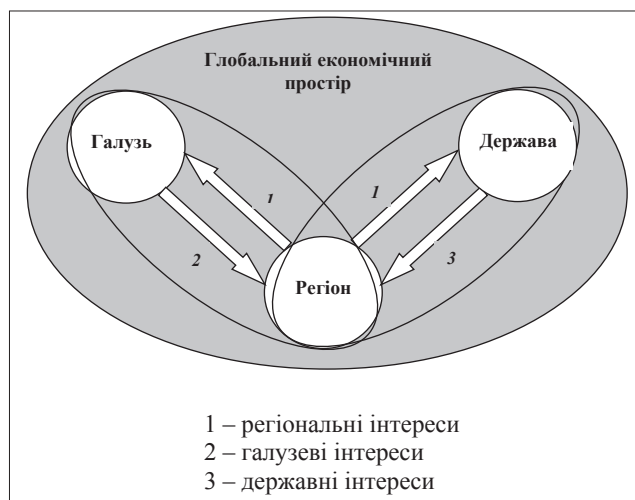 Глобальний економічний
простір
Галузь
Держава
1
1
2
3
Регіон
1 – регіональні інтереси
2 – галузеві інтереси
3 – державні інтереси